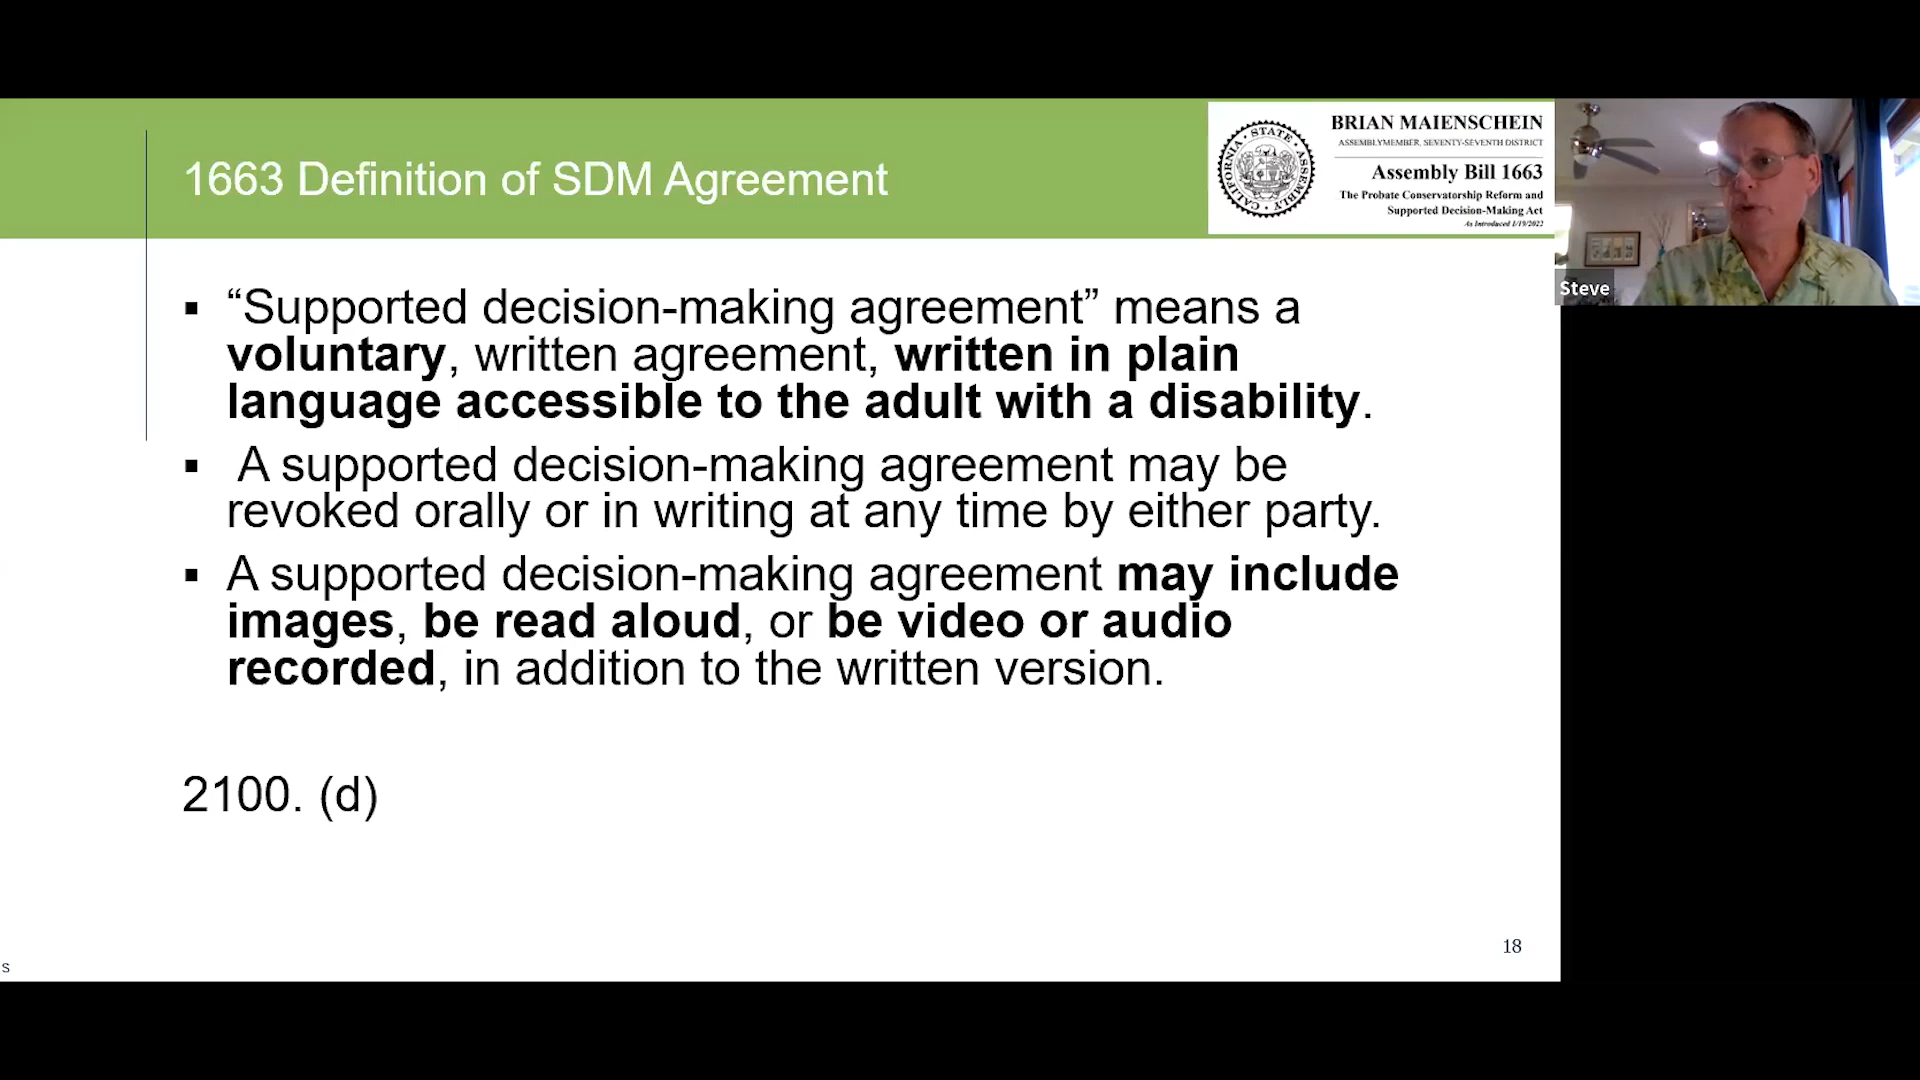 1663 Definition of SDM Agreement
CALIFORNIA STATE ASSEMBLY
BRIAN MAIENSCHEIN
ASSEMBLYMEMBER, SEVENTY-SEVENTH DISTRICT
Assembly Bill 1663
The Probate Conservatorship Reform and
Supported Decision-Making Act
As Introduced 1/19/2022
Steve
▪ “Supported decision-making agreement” means a
voluntary, written agreement, written in plain
language accessible to the adult with a disability.
▪ A supported decision-making agreement may be
revoked orally or in writing at any time by either party.
▪ A supported decision-making agreement may include
images, be read aloud, or be video or audio
recorded, in addition to the written version.
2100. (d)
18
s